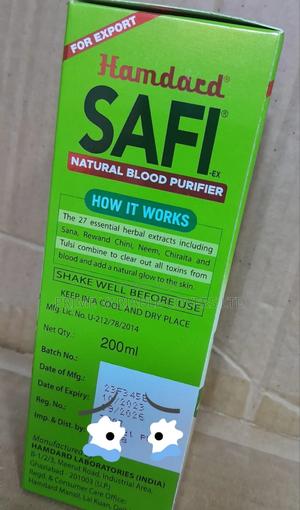 FOR EXPORT
Hamdard®
SAFI®
-EX
NATURAL BLOOD PURIFIER
HOW IT WORKS
The 27 essential herbal extracts including
Sana, Rewand Chini, Neem, Chiraita and
Tulsi combine to clear out all toxins from
blood and add a natural glow to the skin.
SHAKE WELL BEFORE USE
KEEP IN A COOL AND DRY PLACE
Mfg. Lic. No. U-212/78/2014
Net Qty.: 200ml
Batch No.:
Date of Mfg.: 10/2023
Date of Expiry: /2026
Reg. No.:
Imp. & Dist. by
Manufactured
HAMDARD LABORATORIES (INDIA)
B-1/2/3, Meerut Road, Industrial Area,
Ghaziabad - 201003 (U.P.)
Regd. & Consumer Care Office:
Hamdard Manzil, Lal Kuan,